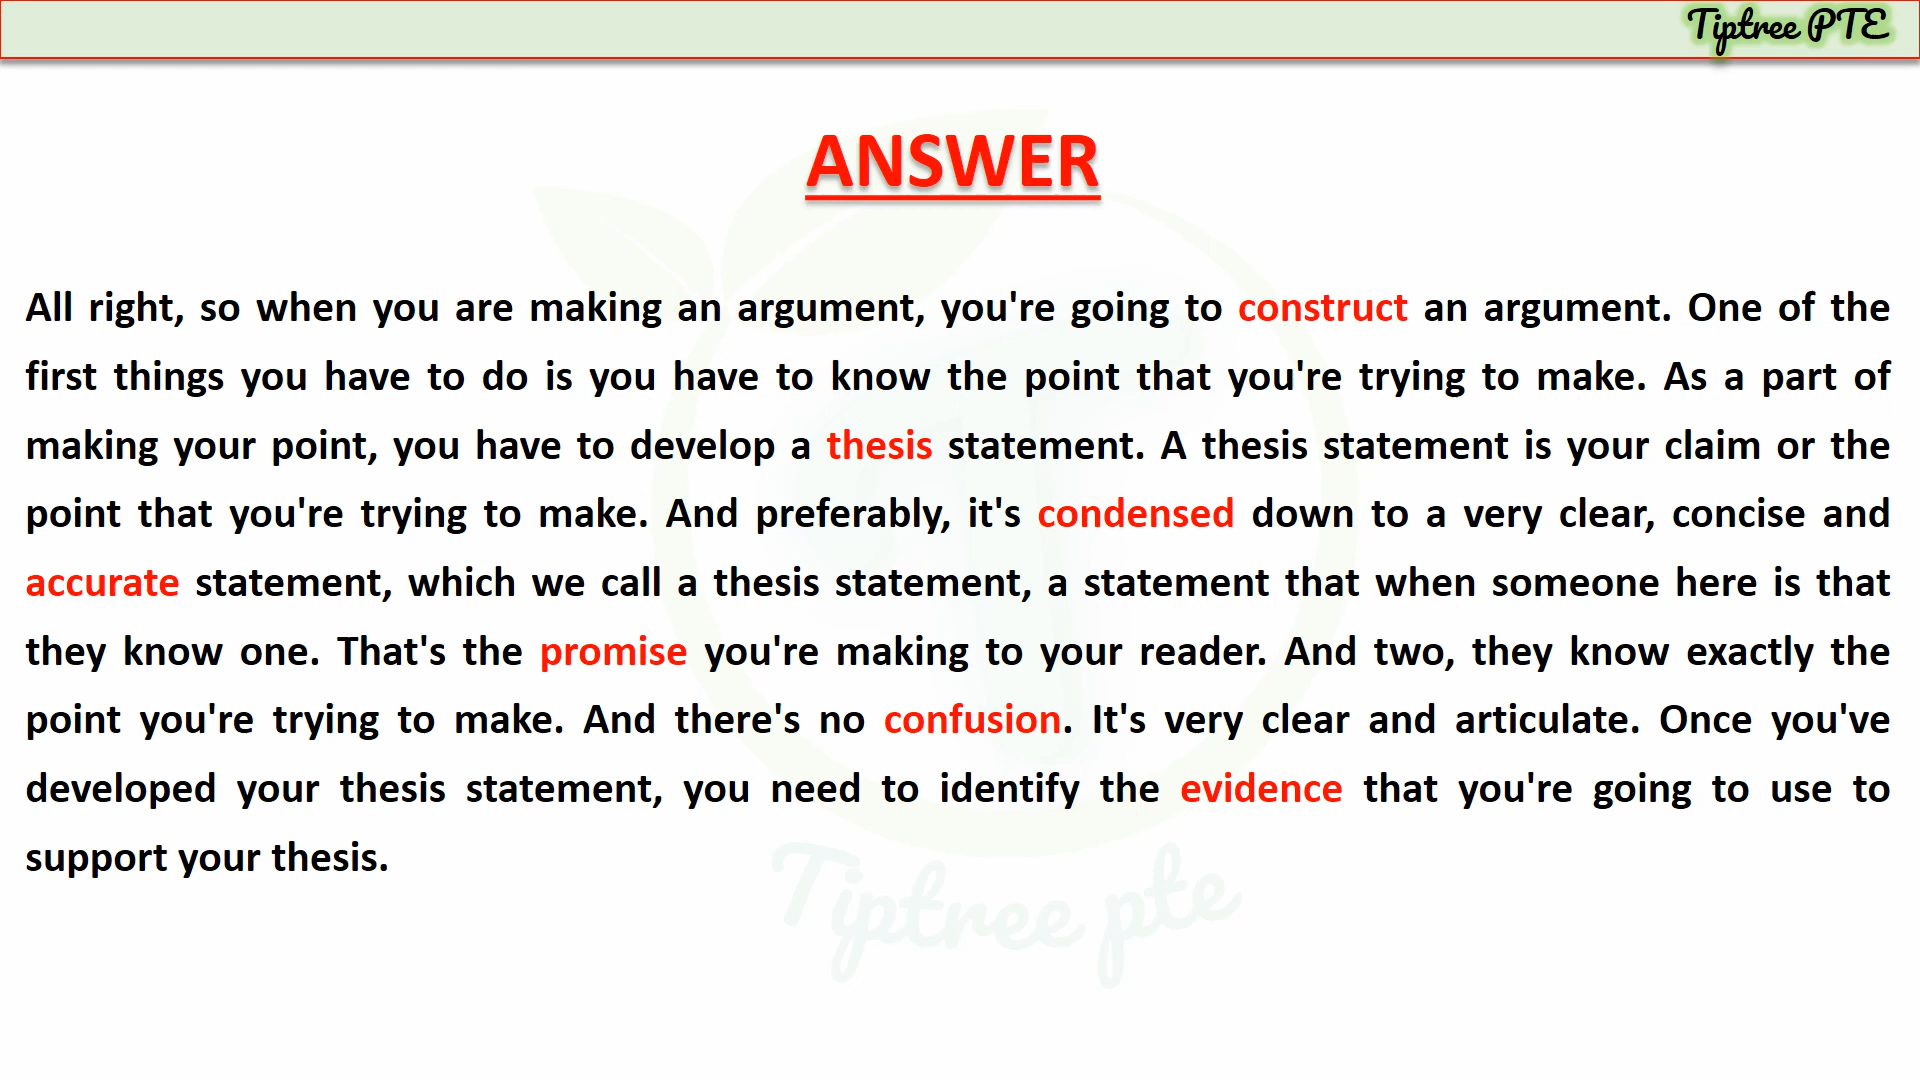 Tiptree PTE
ANSWER
All right, so when you are making an argument, you're going to construct an argument. One of the
first things you have to do is you have to know the point that you're trying to make. As a part of
making your point, you have to develop a thesis statement. A thesis statement is your claim or the
point that you're trying to make. And preferably, it's condensed down to a very clear, concise and
accurate statement, which we call a thesis statement, a statement that when someone here is that
they know one. That's the promise you're making to your reader. And two, they know exactly the
point you're trying to make. And there's no confusion. It's very clear and articulate. Once you've
developed your thesis statement, you need to identify the evidence that you're going to use to
support your thesis.
Tiptree pte